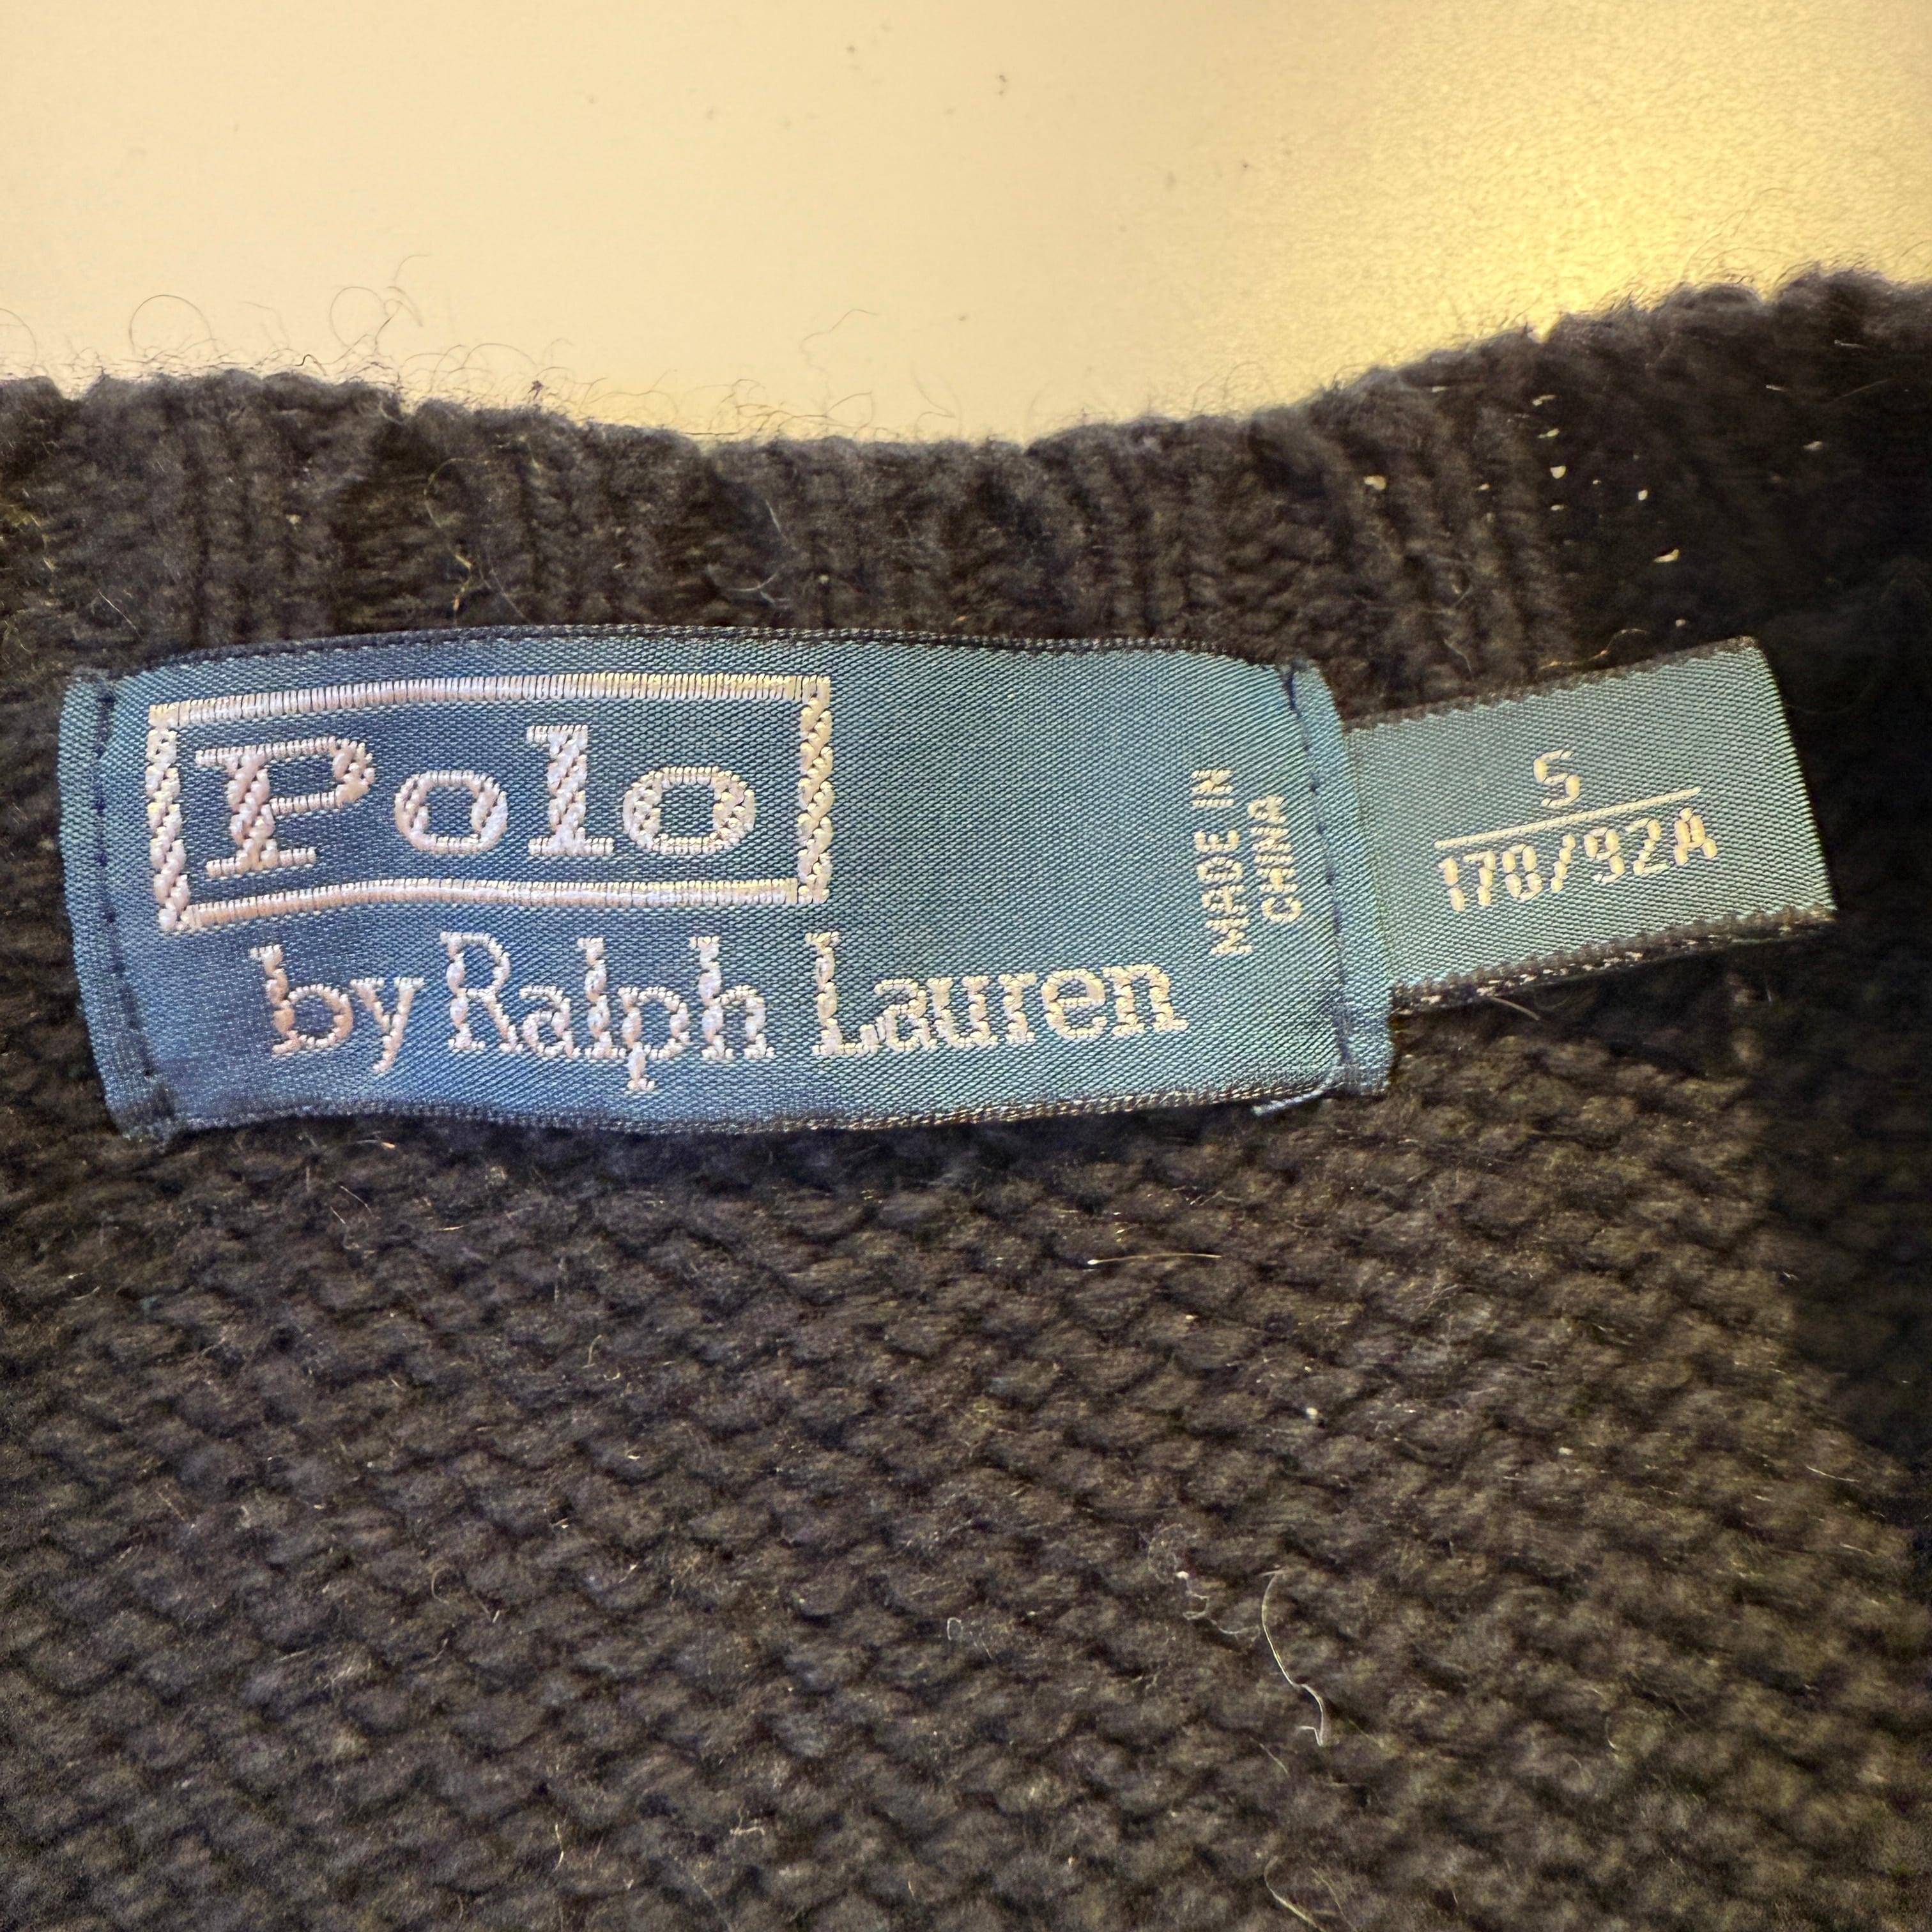 Polo
by Ralph Lauren
MADE IN
CHINA
S
170/92A